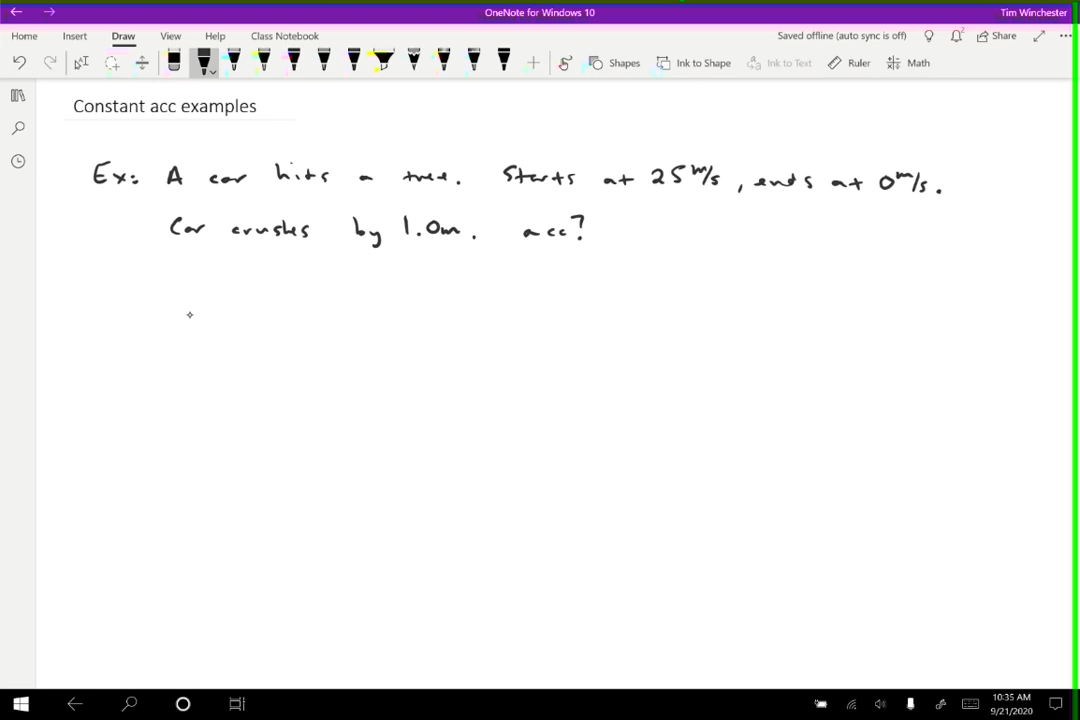 OneNote for Windows 10
Tim Winchester
Home Insert Draw View Help Class Notebook
Saved offline (auto sync is off)
Share
Shapes
Ink to Shape
Ink to Text
Ruler
Math
Constant acc examples
Ex: A car hits a tree. Starts at 25 m/s, ends at 0 m/s.
Car crushes by 1.0m. acc?
10:35 AM
9/21/2020